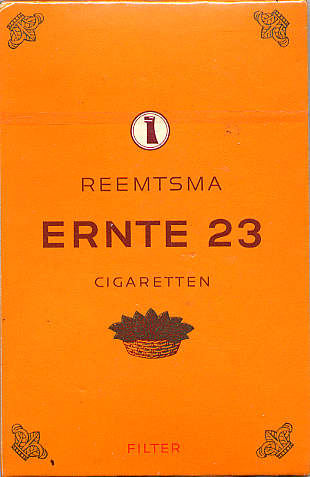 REEMTSMA
ERNTE 23
CIGARETTEN
FILTER